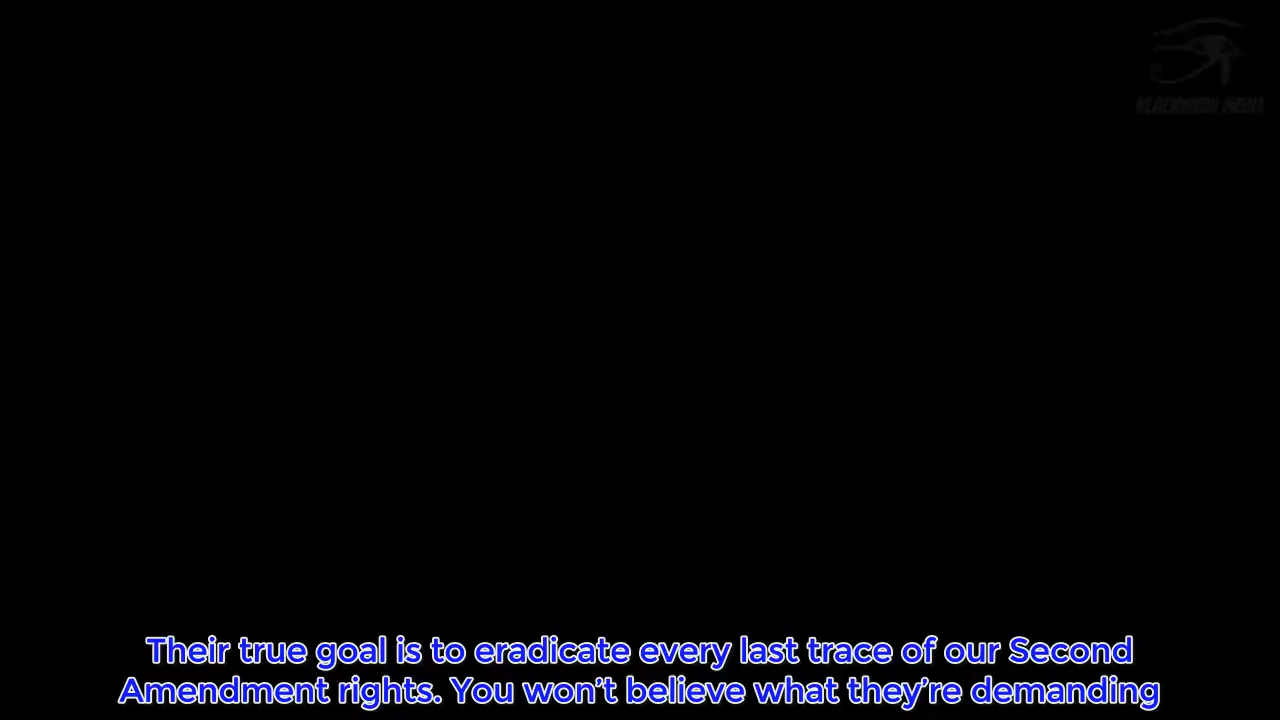 Their true goal is to eradicate every last trace of our Second
Amendment rights. You won’t believe what they’re demanding